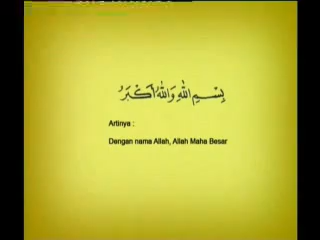 بِسْمِ اللهِ وَاللهُ أَكْبَرُ
Artinya :
Dengan nama Allah, Allah Maha Besar